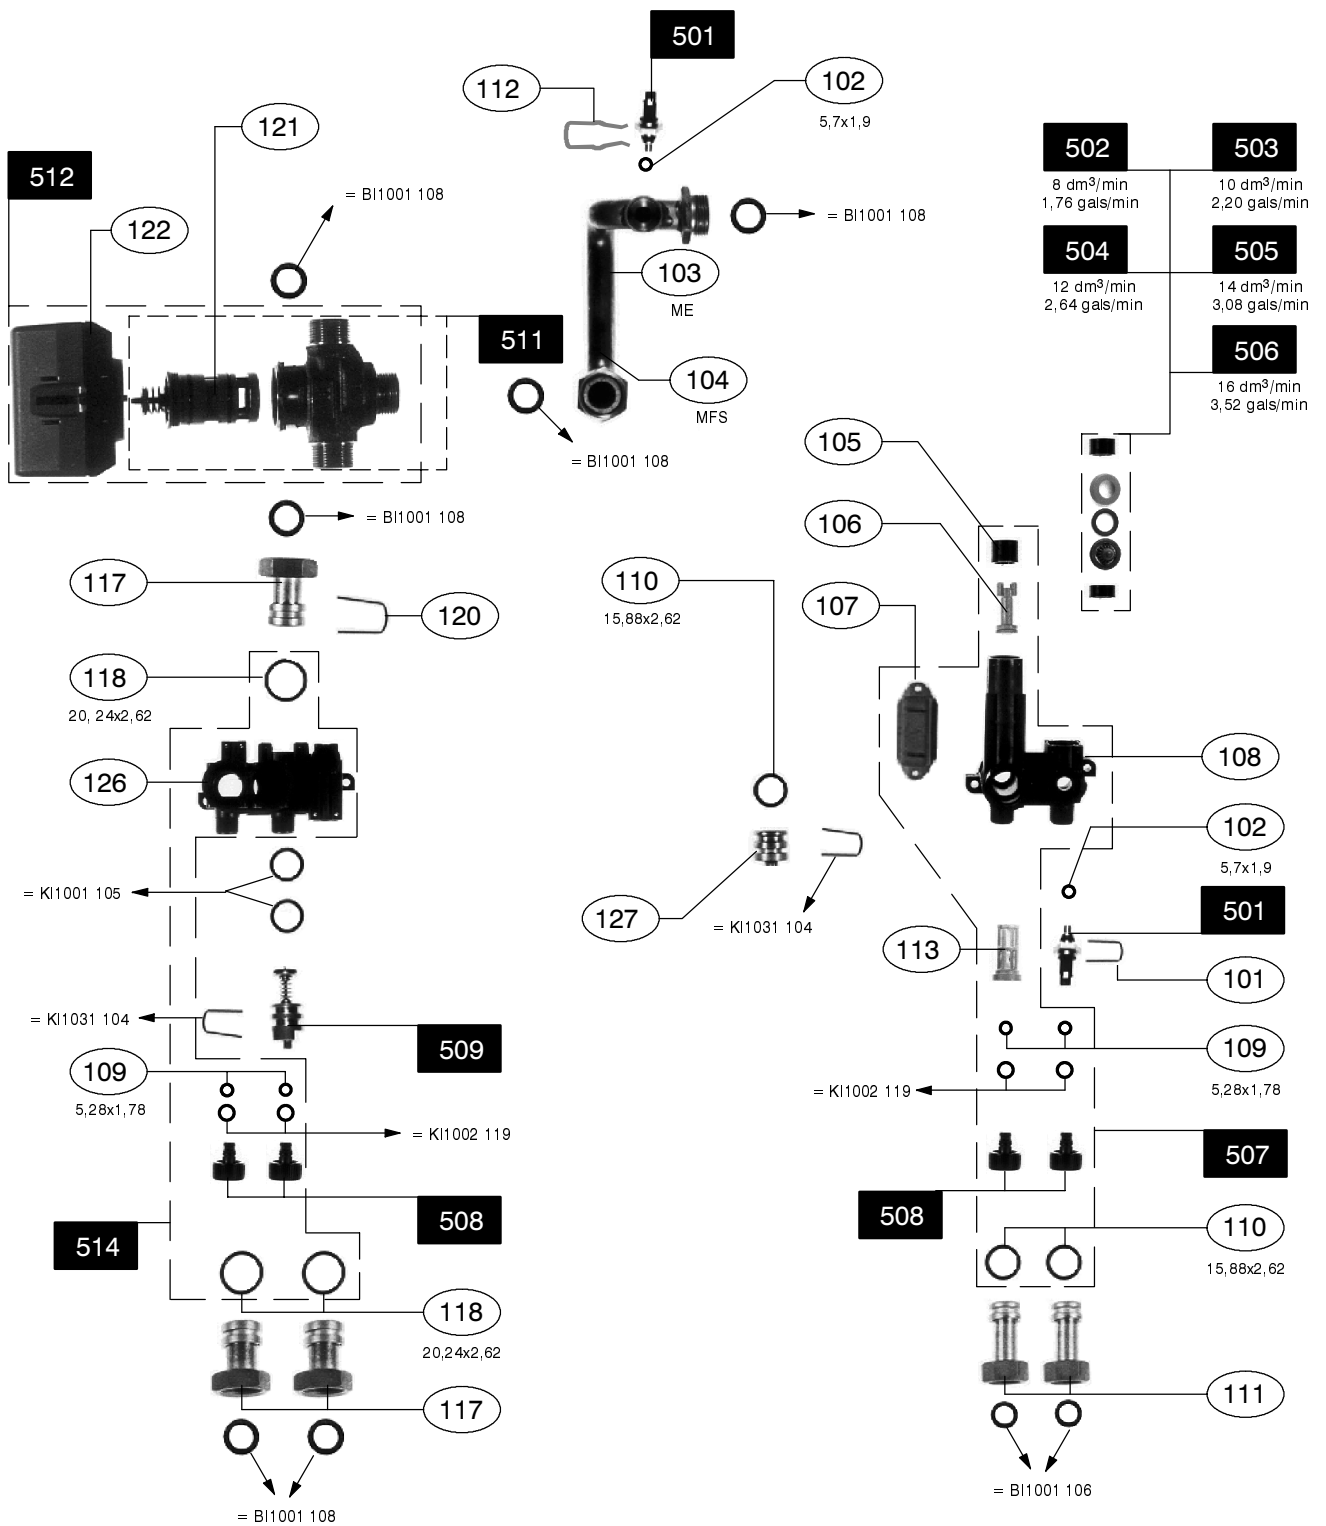 501
112
102
5,7x1,9
121
512
122
= BI1001 108
= BI1001 108
103
ME
511
104
MFS
= BI1001 108
502
8 dm³/min
1,76 gals/min
503
10 dm³/min
2,20 gals/min
504
12 dm³/min
2,64 gals/min
505
14 dm³/min
3,08 gals/min
506
16 dm³/min
3,52 gals/min
= BI1001 108
117
120
118
20, 24x2,62
126
= KI1001 105
= KI1031 104
509
109
5,28x1,78
= KI1002 119
508
514
118
20,24x2,62
117
= BI1001 108
105
106
107
110
15,88x2,62
127
= KI1031 104
108
102
5,7x1,9
501
113
101
109
5,28x1,78
= KI1002 119
507
508
110
15,88x2,62
111
= BI1001 106